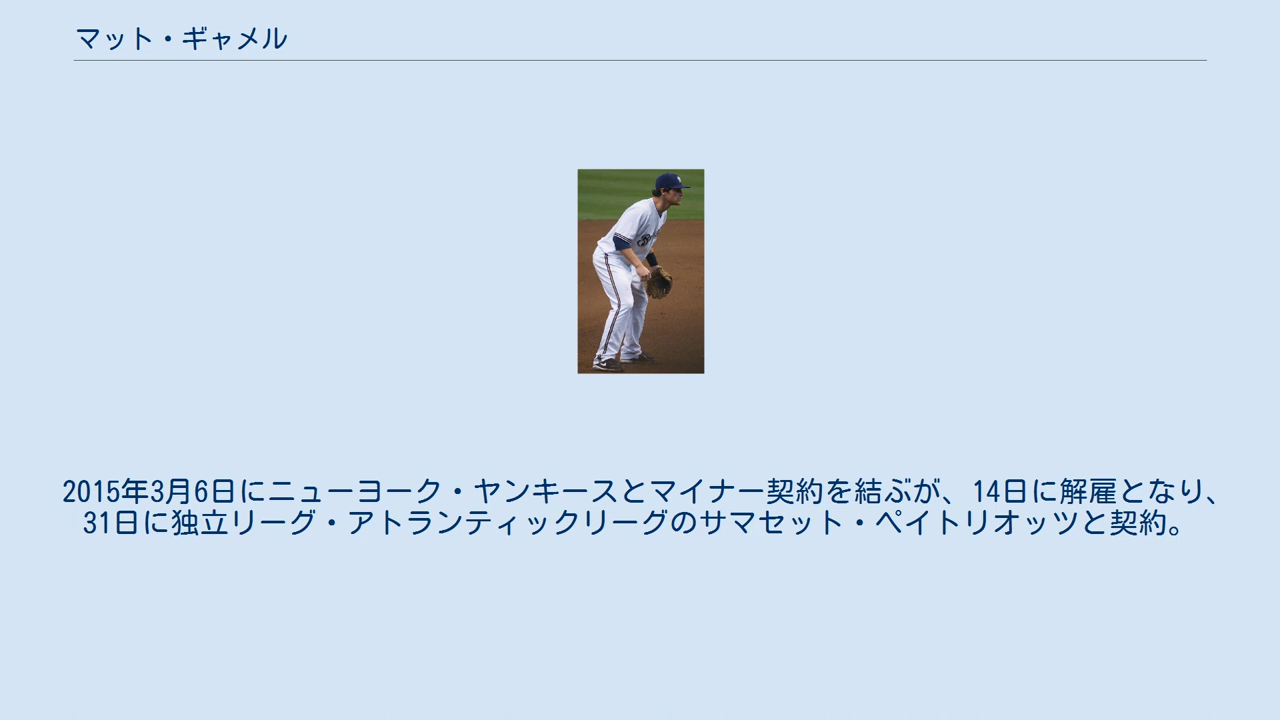 マット・ギャメル
2015年3月6日にニューヨーク・ヤンキースとマイナー契約を結ぶが、14日に解雇となり、
31日に独立リーグ・アトランティックリーグのサマセット・ペイトリオッツと契約。